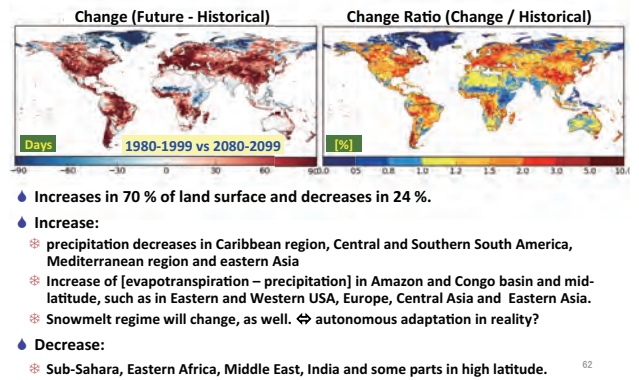 Change (Future - Historical)
Change Ratio (Change / Historical)
Days
1980-1999 vs 2080-2099
[%]
−90 −60 −30 0 30 60 90
0.0 05 0.8 1.0 1.2 1.5 2.0 3.0 5.0 10.0
Increases in 70 % of land surface and decreases in 24 %.
Increase:
precipitation decreases in Caribbean region, Central and Southern South America,
Mediterranean region and eastern Asia
Increase of [evapotranspiration – precipitation] in Amazon and Congo basin and mid-
latitude, such as in Eastern and Western USA, Europe, Central Asia and Eastern Asia.
Snowmelt regime will change, as well. ⇔ autonomous adaptation in reality?
Decrease:
Sub-Sahara, Eastern Africa, Middle East, India and some parts in high latitude.
62